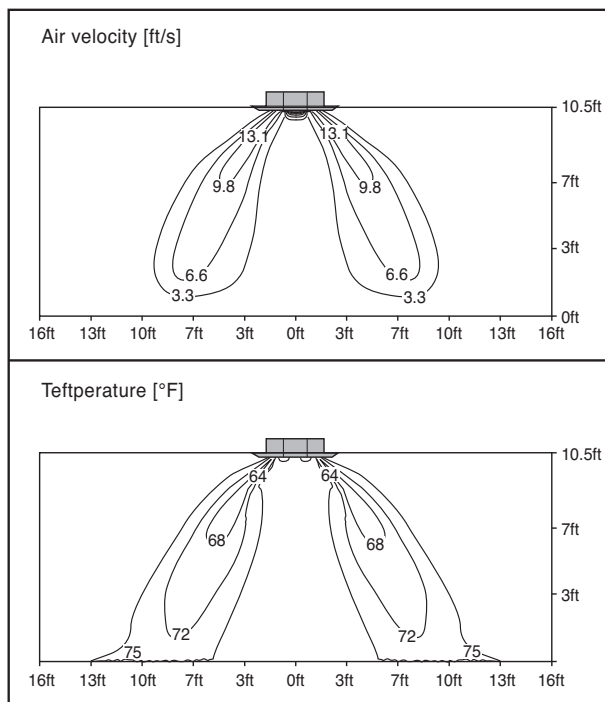 Air velocity [ft/s]
10.5ft
13.1 13.1
9.8 9.8
7ft
3ft
6.6 6.6
3.3 3.3
0ft
16ft 13ft 10ft 7ft 3ft 0ft 3ft 7ft 10ft 13ft 16ft
Teftperature [°F]
10.5ft
64 64
7ft
68 68
3ft
72 72
75 75
16ft 13ft 10ft 7ft 3ft 0ft 3ft 7ft 10ft 13ft 16ft